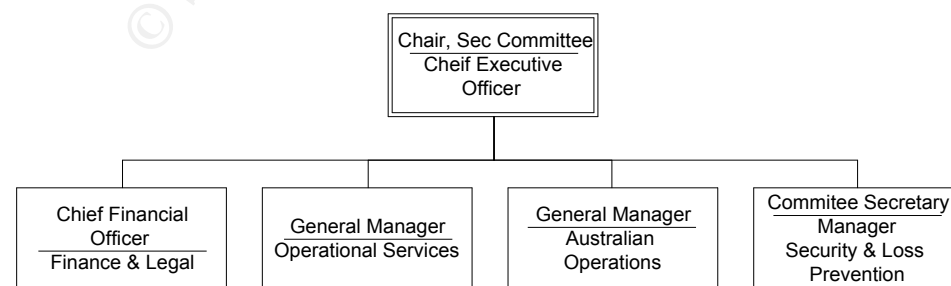 Chair, Sec Committee
Cheif Executive
Officer
Chief Financial
Officer
Finance & Legal
General Manager
Operational Services
General Manager
Australian
Operations
Commitee Secretary
Manager
Security & Loss
Prevention